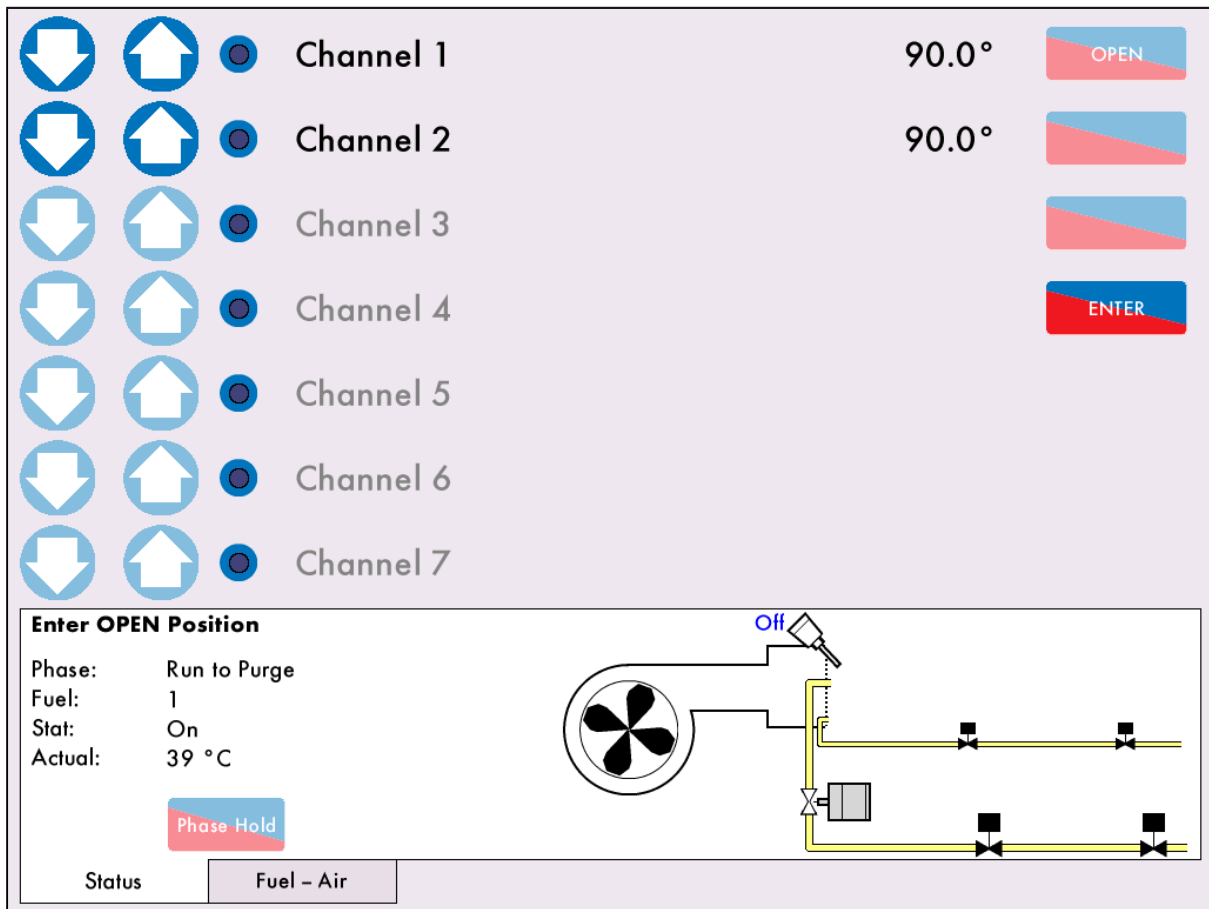 Channel 1 90.0° OPEN
Channel 2 90.0°
Channel 3
Channel 4 ENTER
Channel 5
Channel 6
Channel 7
Enter OPEN Position
Phase: Run to Purge
Fuel: 1
Stat: On
Actual: 39 °C
Phase Hold
Off
Status Fuel – Air